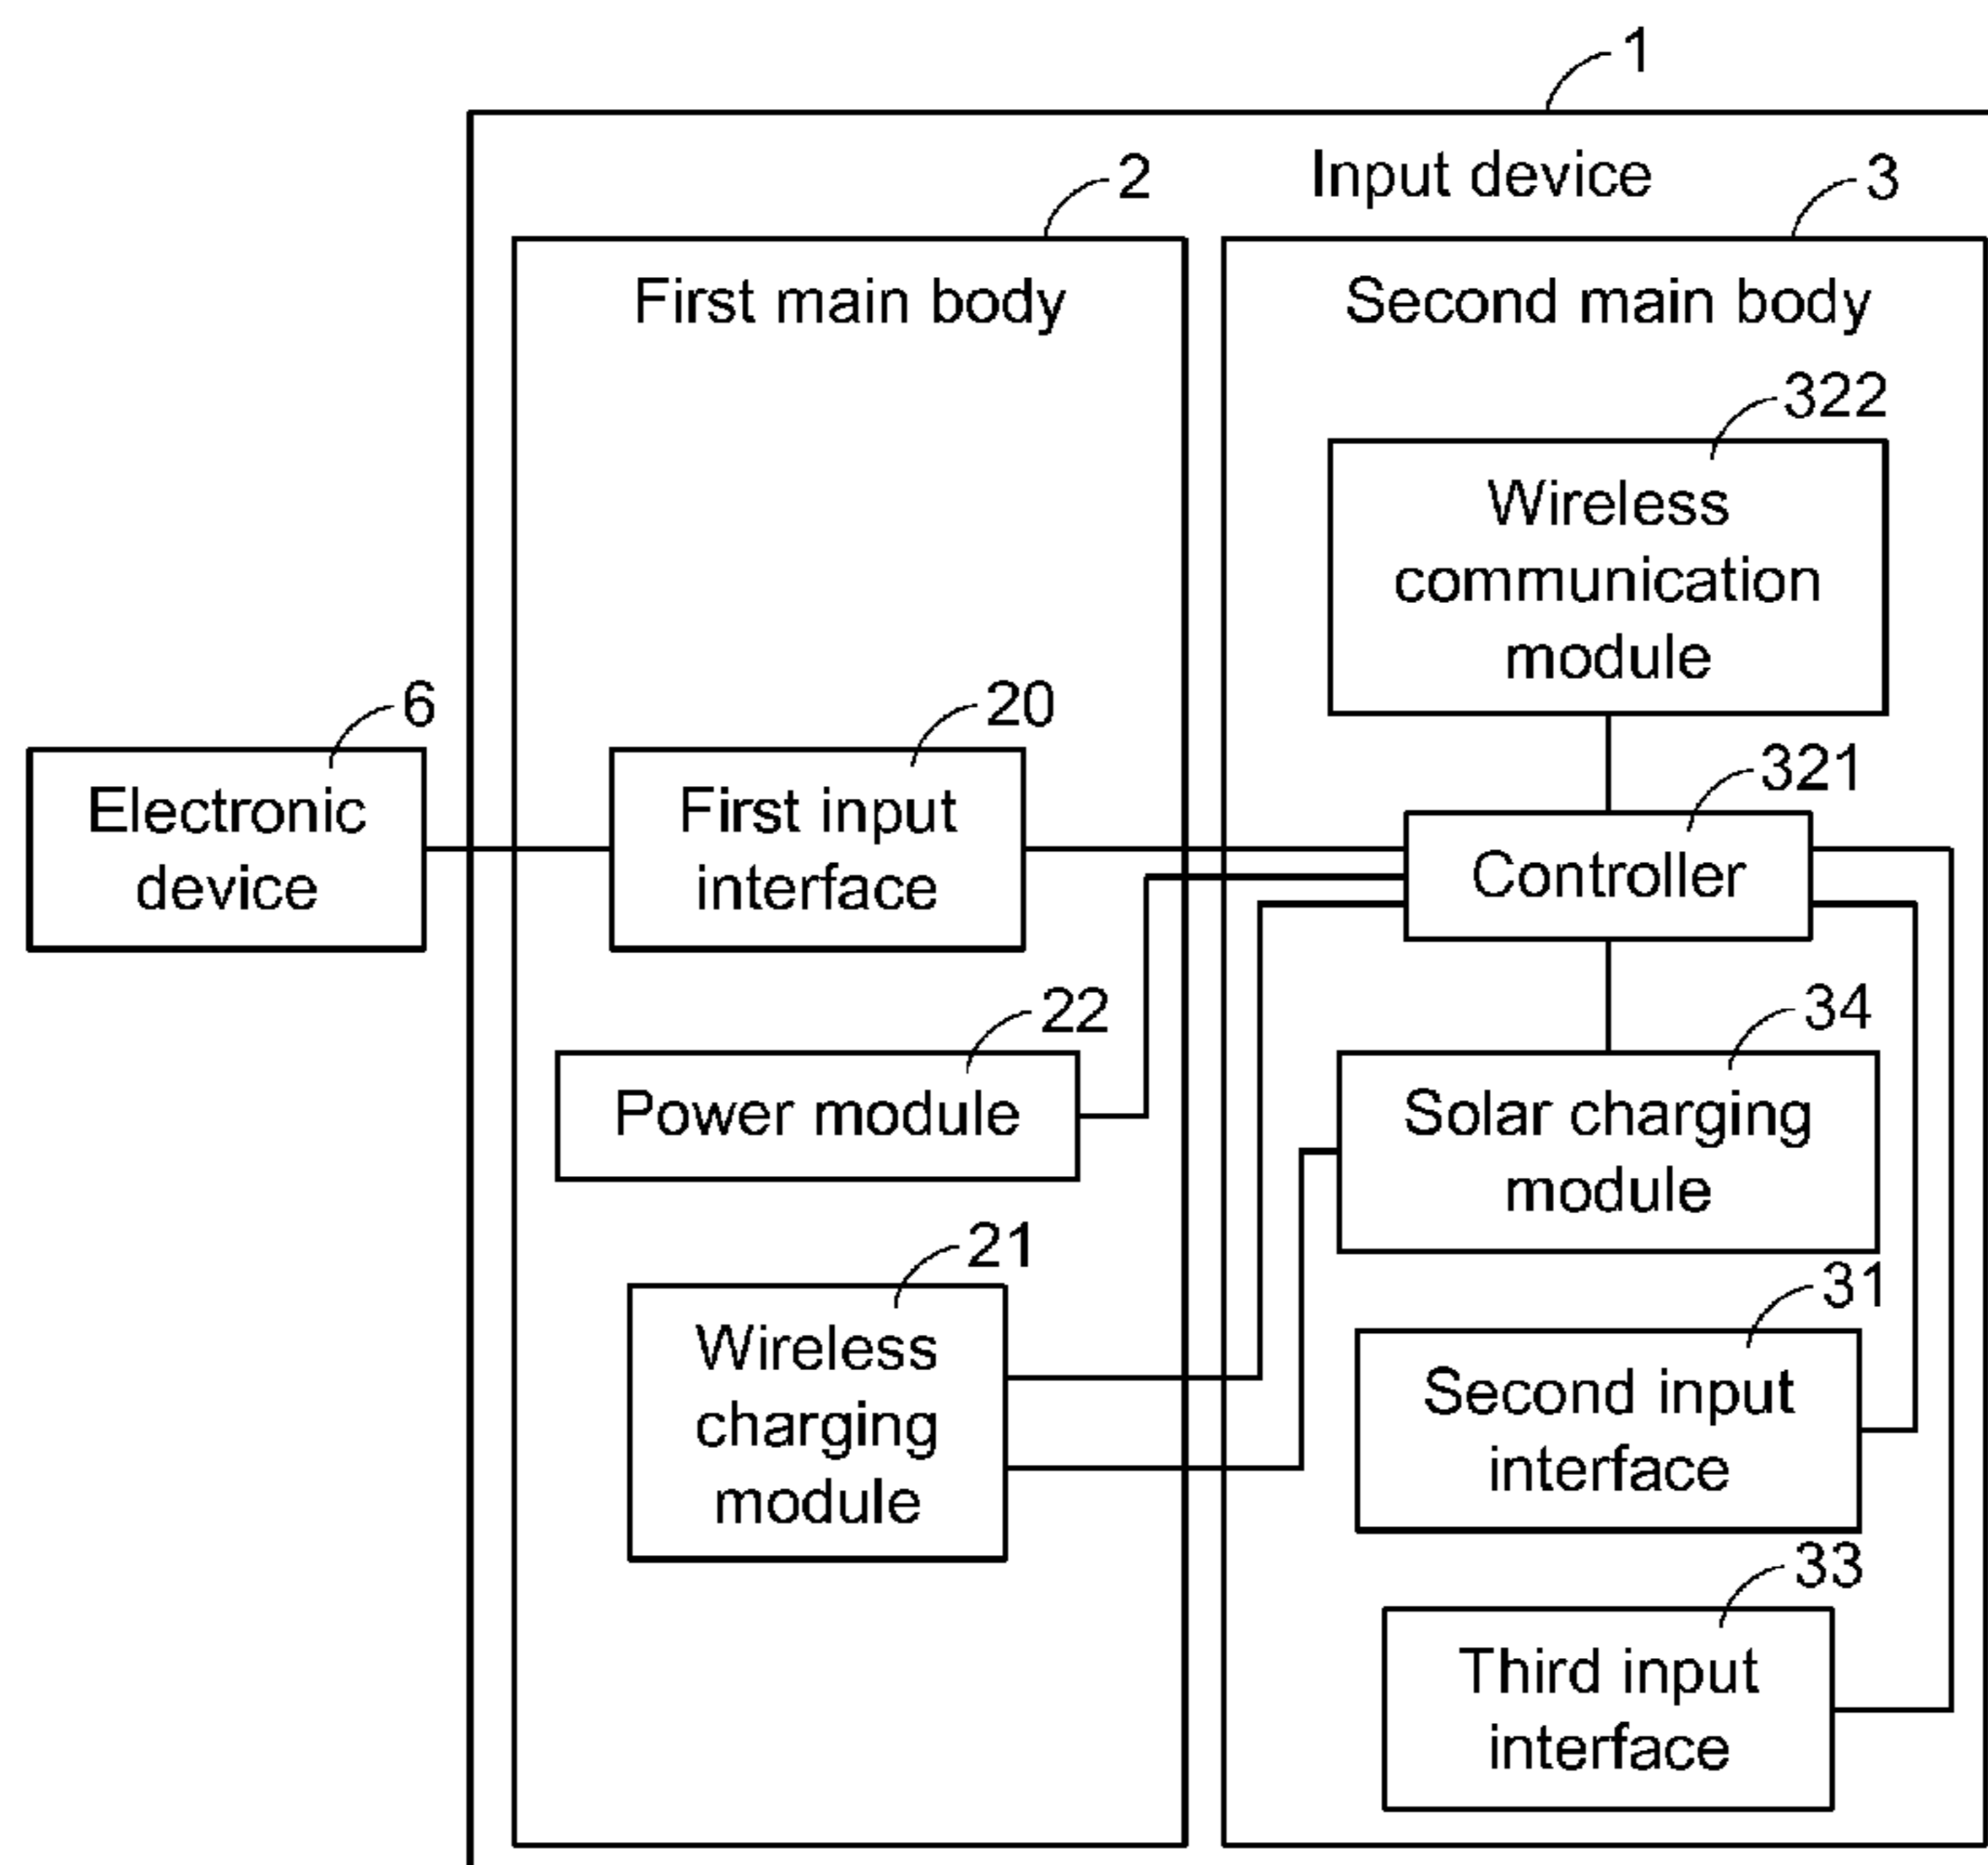 1
Input device
2
3
First main body
Second main body
322
Wireless
communication
module
6
20
321
Electronic
device
First input
interface
Controller
22
34
Power module
Solar charging
module
21
31
Wireless
charging
module
Second input
interface
33
Third input
interface